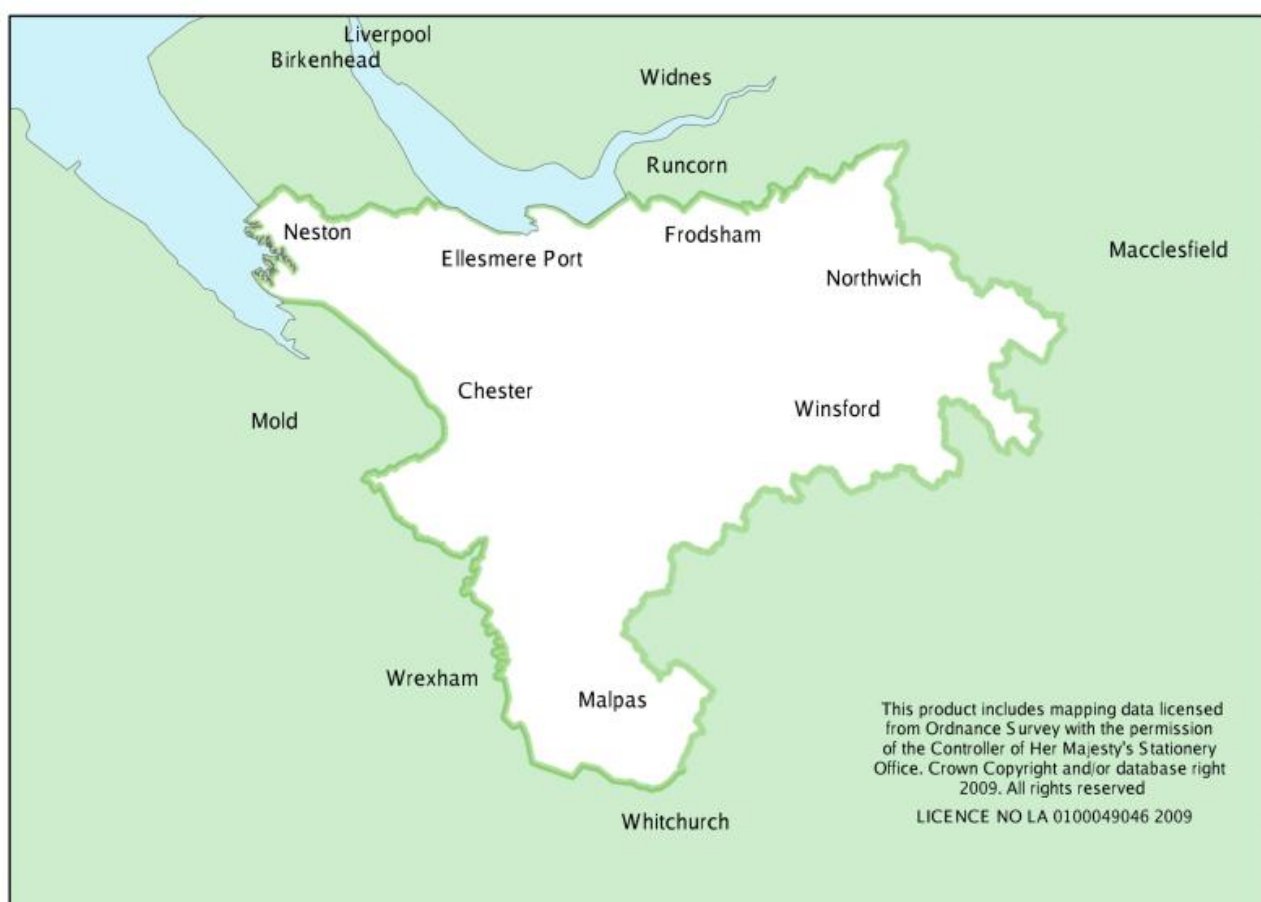 Liverpool
Birkenhead
Widnes
Runcorn
Neston
Frodsham
Macclesfield
Ellesmere Port
Northwich
Chester
Winsford
Mold
Wrexham
Malpas
This product includes mapping data licensed
from Ordnance Survey with the permission
of the Controller of Her Majesty's Stationery
Office. Crown Copyright and/or database right
2009. All rights reserved
LICENCE NO LA 0100049046 2009
Whitchurch